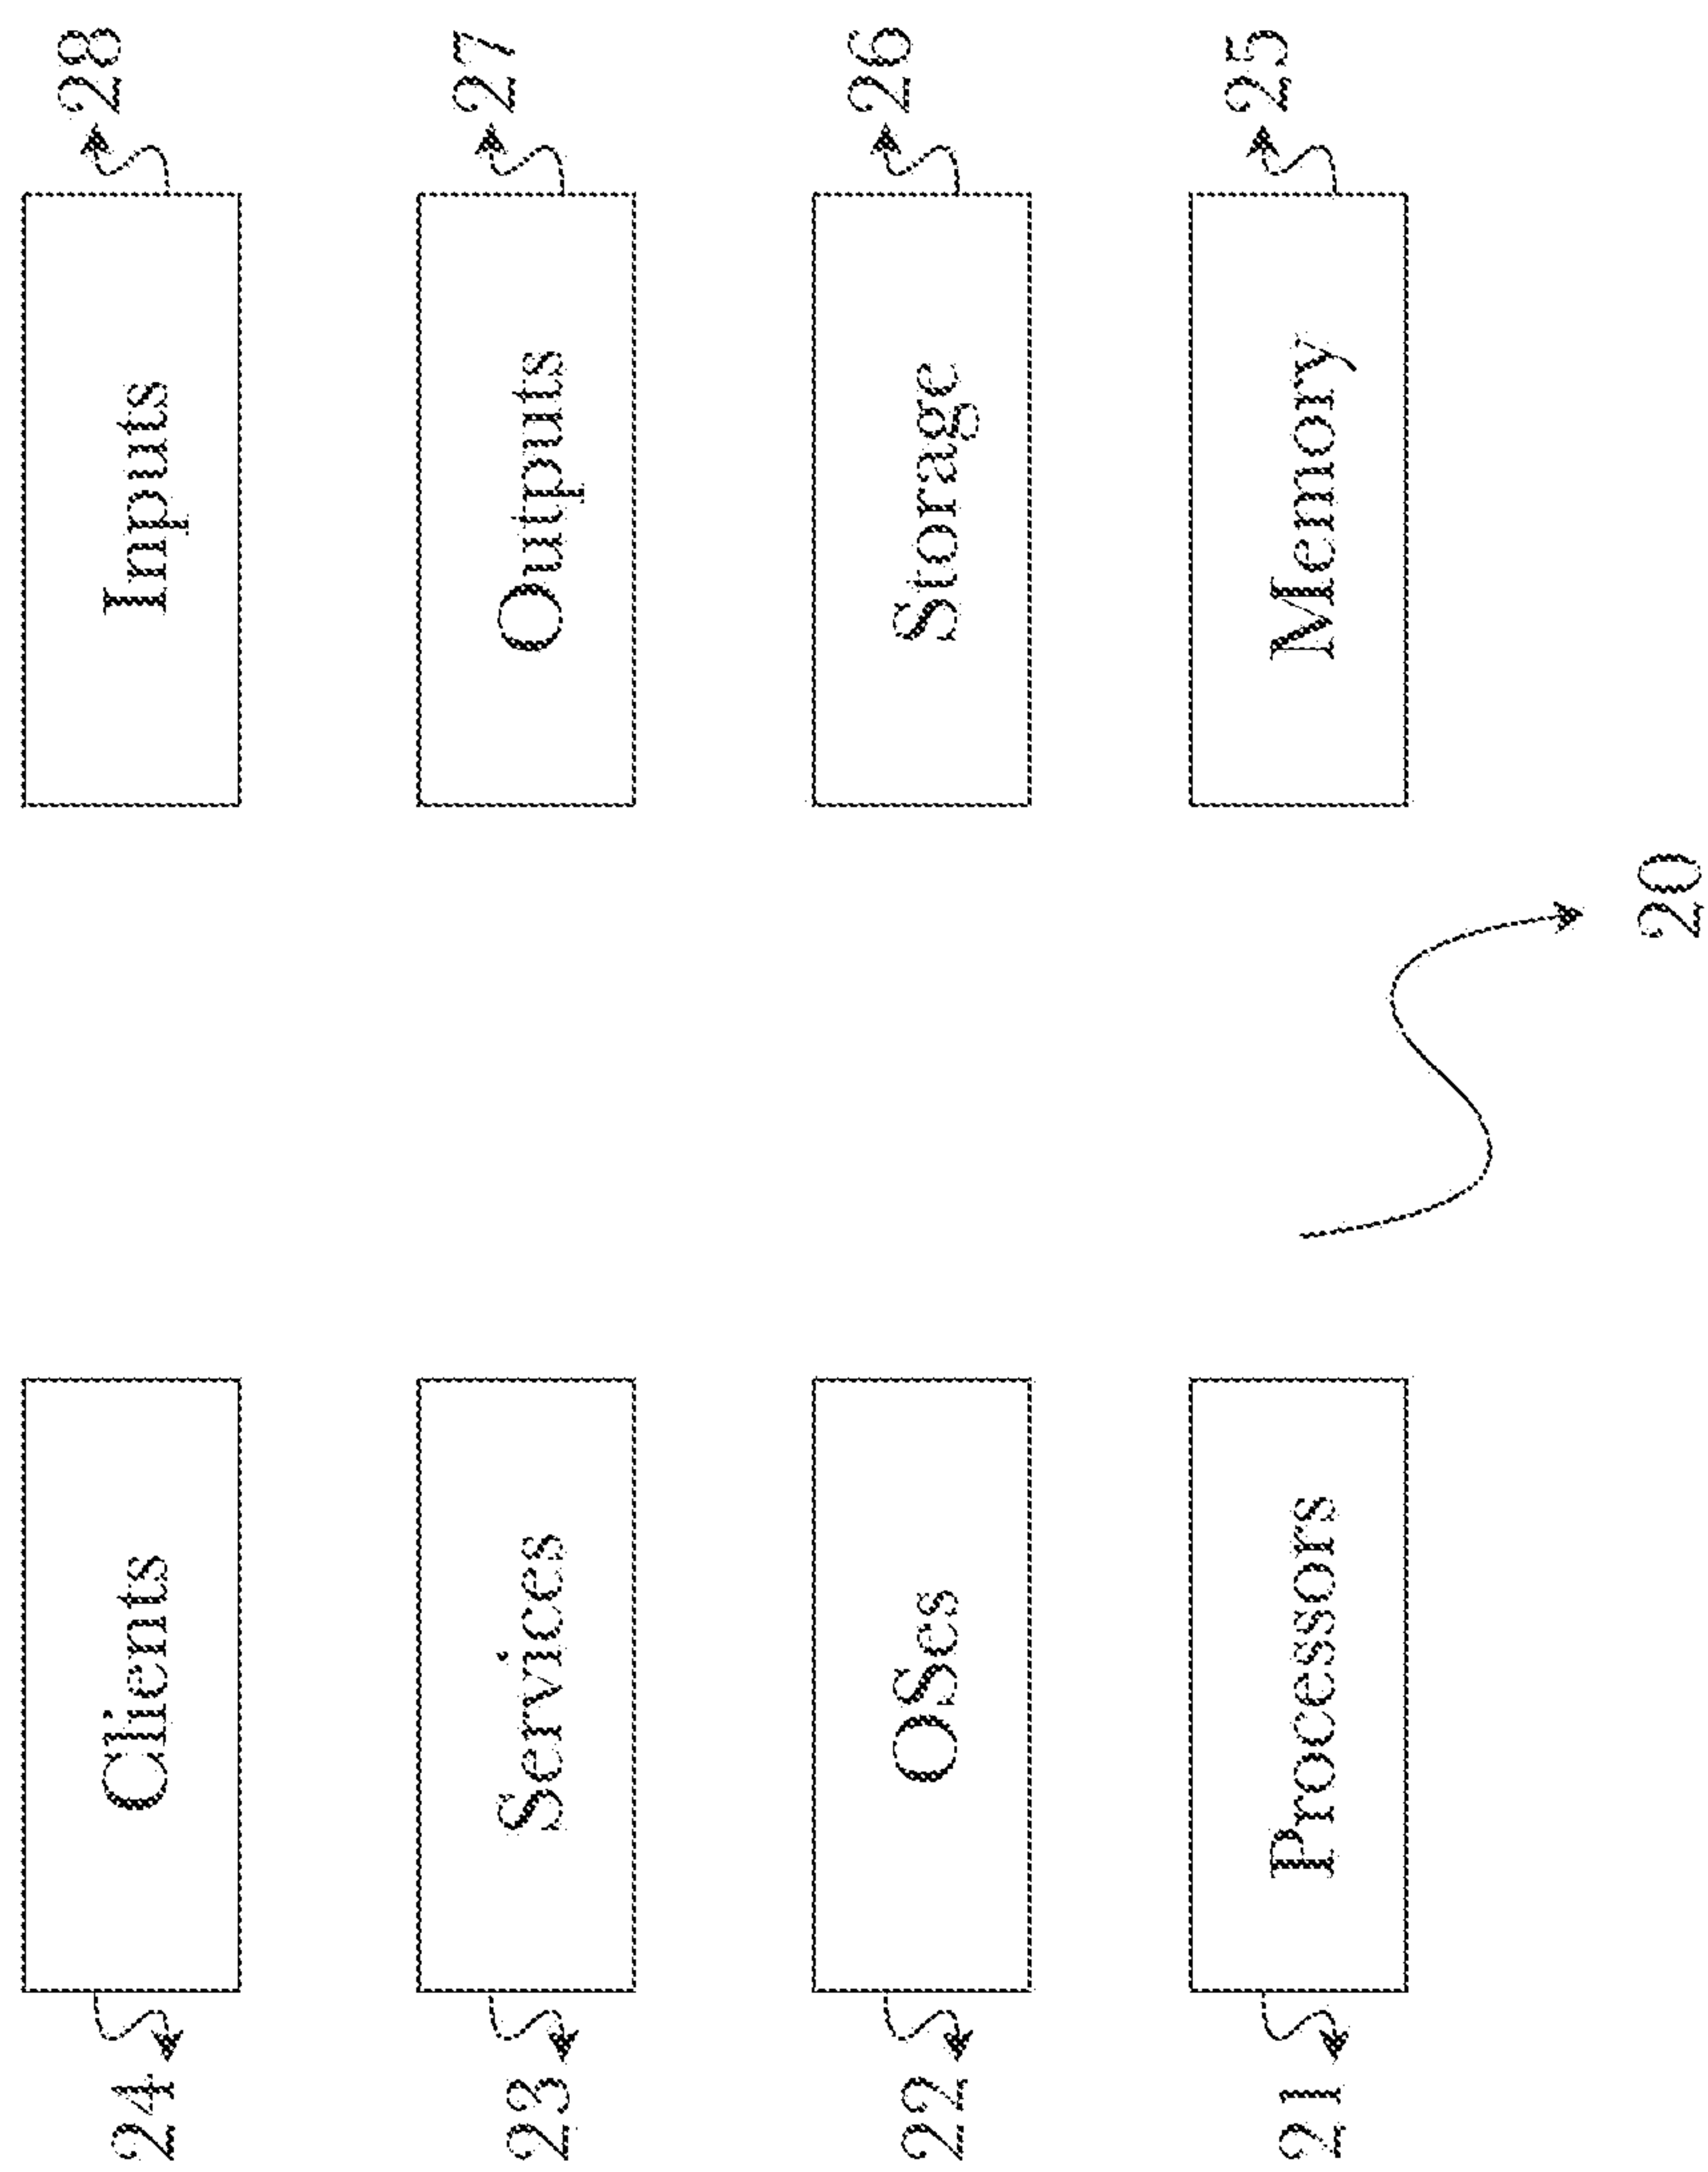 24 Clients Inputs 28
23 Services Outputs 27
22 OSes Storage 26
21 Processors Memory 25
20